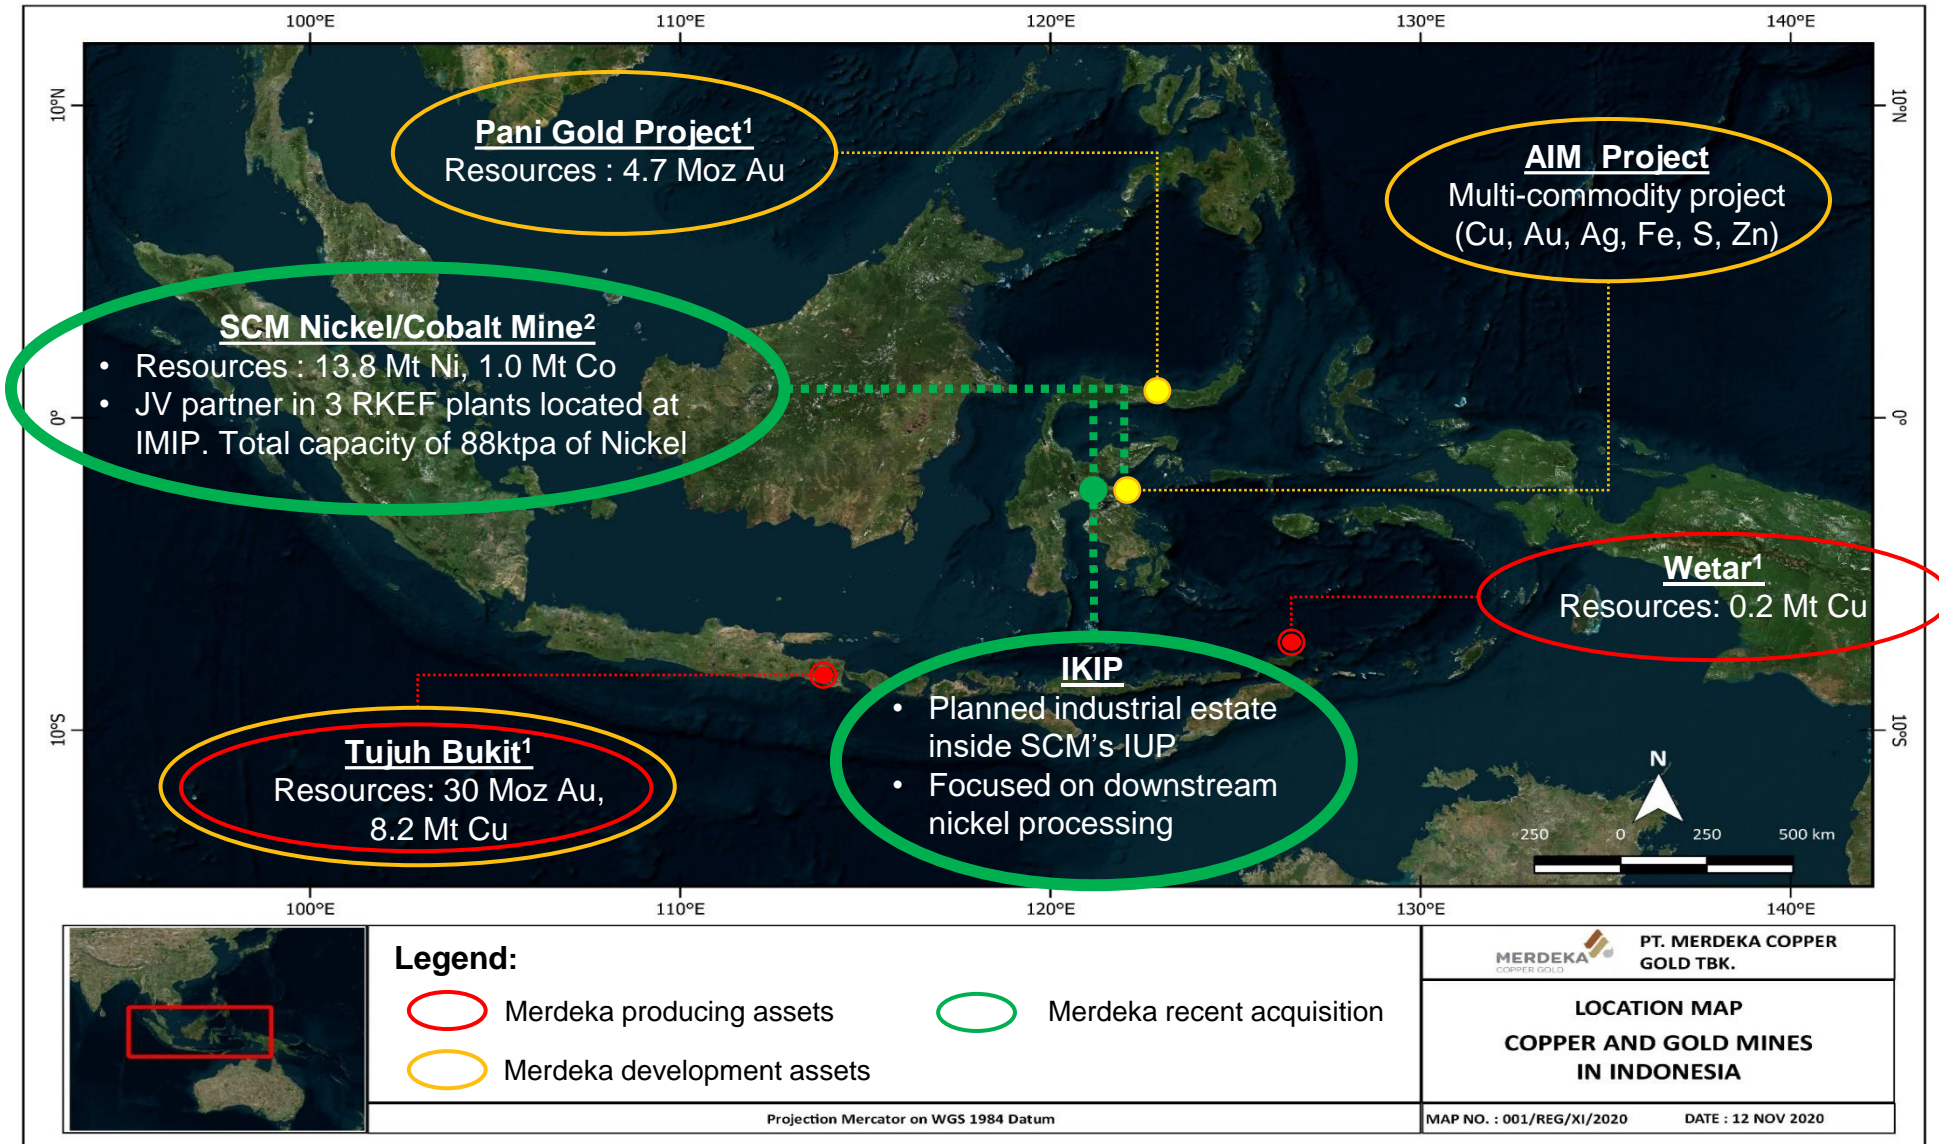 100°E 110°E 120°E 130°E 140°E
10°N
10°N
Pani Gold Project¹
Resources : 4.7 Moz Au
AIM Project
Multi-commodity project
(Cu, Au, Ag, Fe, S, Zn)
SCM Nickel/Cobalt Mine²
• Resources : 13.8 Mt Ni, 1.0 Mt Co
• JV partner in 3 RKEF plants located at
IMIP. Total capacity of 88ktpa of Nickel
0°
0°
Wetar¹
Resources: 0.2 Mt Cu
IKIP
• Planned industrial estate
inside SCM’s IUP
• Focused on downstream
nickel processing
10°S
10°S
Tujuh Bukit¹
Resources: 30 Moz Au,
8.2 Mt Cu
N
250 0 250 500 km
100°E 110°E 120°E 130°E 140°E
Legend:
Merdeka producing assets
Merdeka recent acquisition
Merdeka development assets
Projection Mercator on WGS 1984 Datum
MERDEKA
COPPER GOLD
PT. MERDEKA COPPER
GOLD TBK.
LOCATION MAP
COPPER AND GOLD MINES
IN INDONESIA
MAP NO. : 001/REG/XI/2020 DATE : 12 NOV 2020